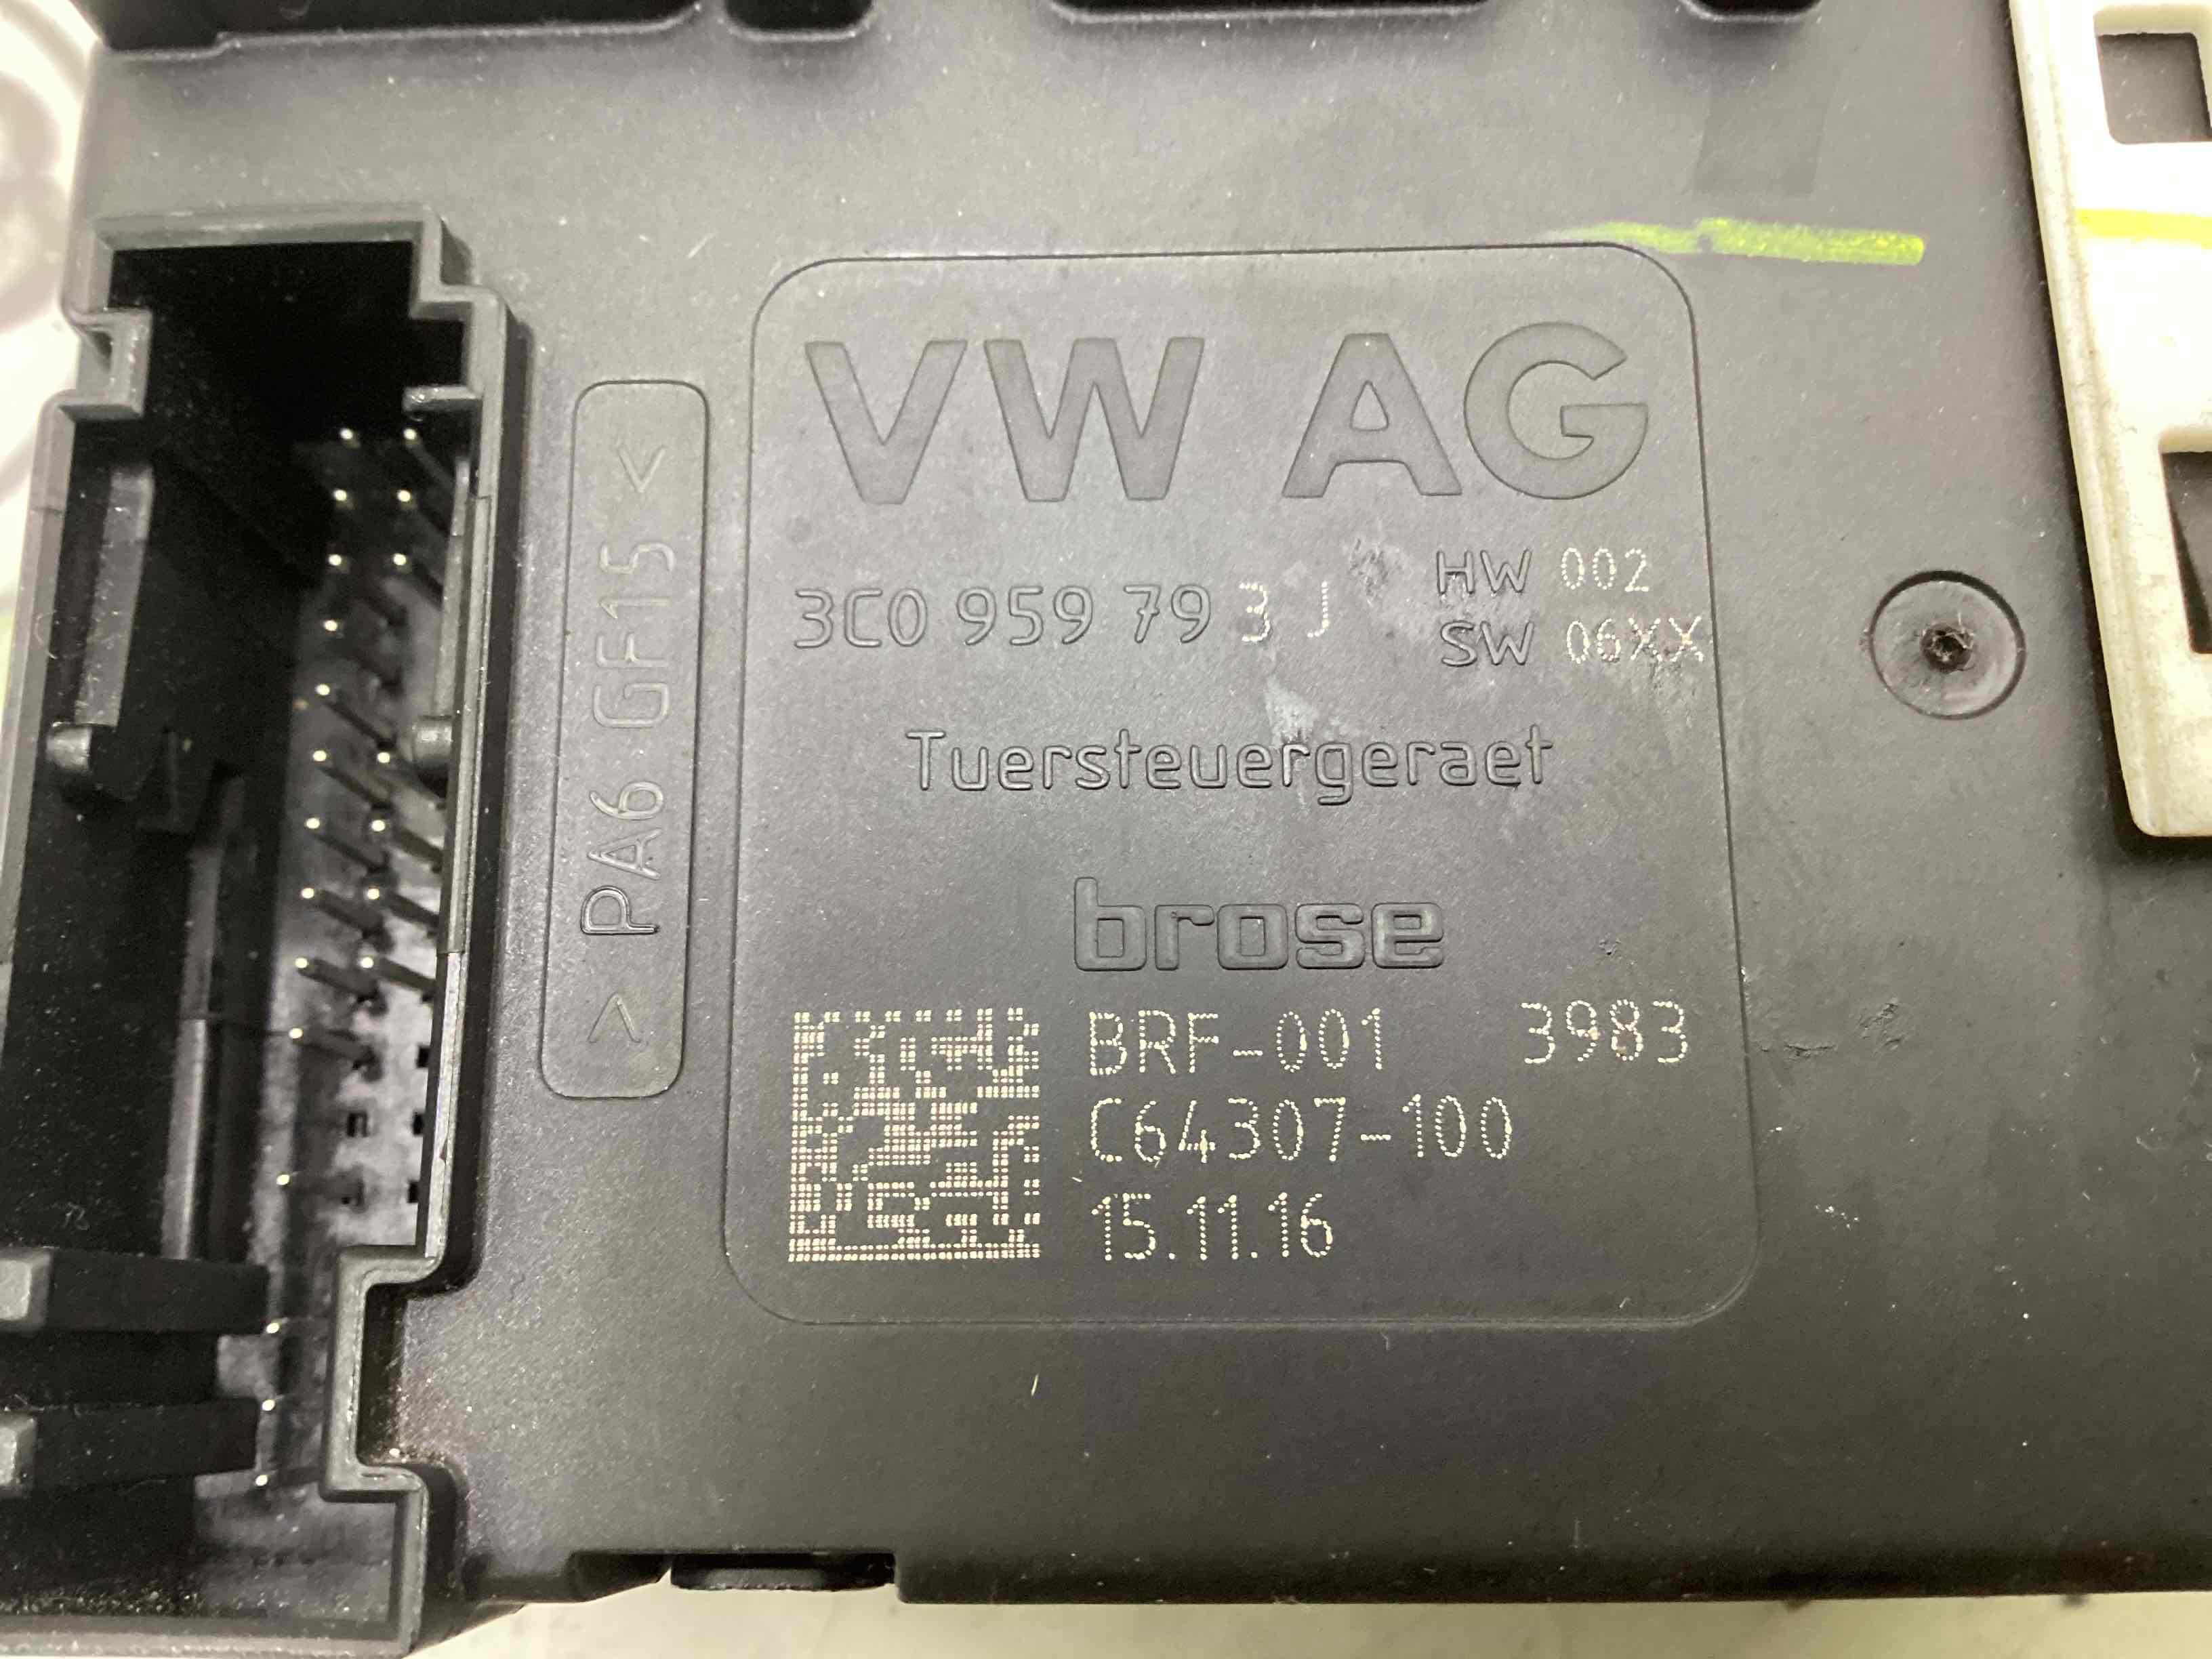 VW AG
3C0 959 793 J
HW 002
SW 06XX
Tuersteuergeraet
brose
BRF-001 3983
C64307-100
15.11.16
>PA6 GF15<